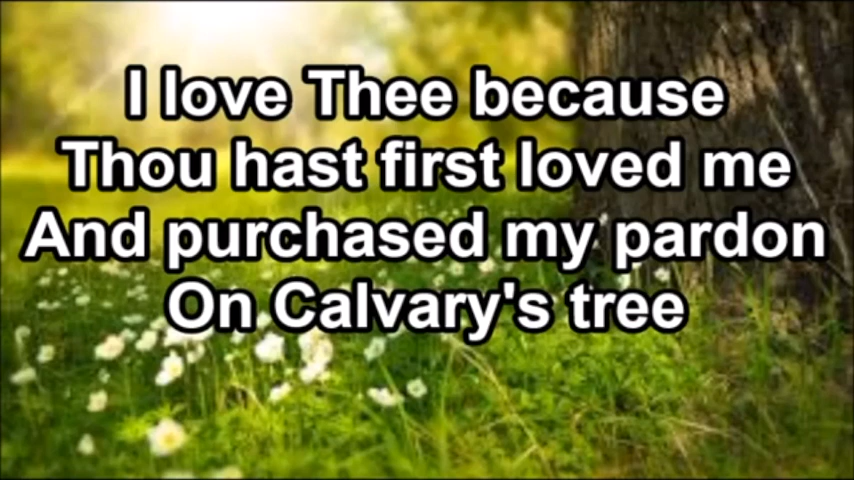 I love Thee because
Thou hast first loved me
And purchased my pardon
On Calvary's tree